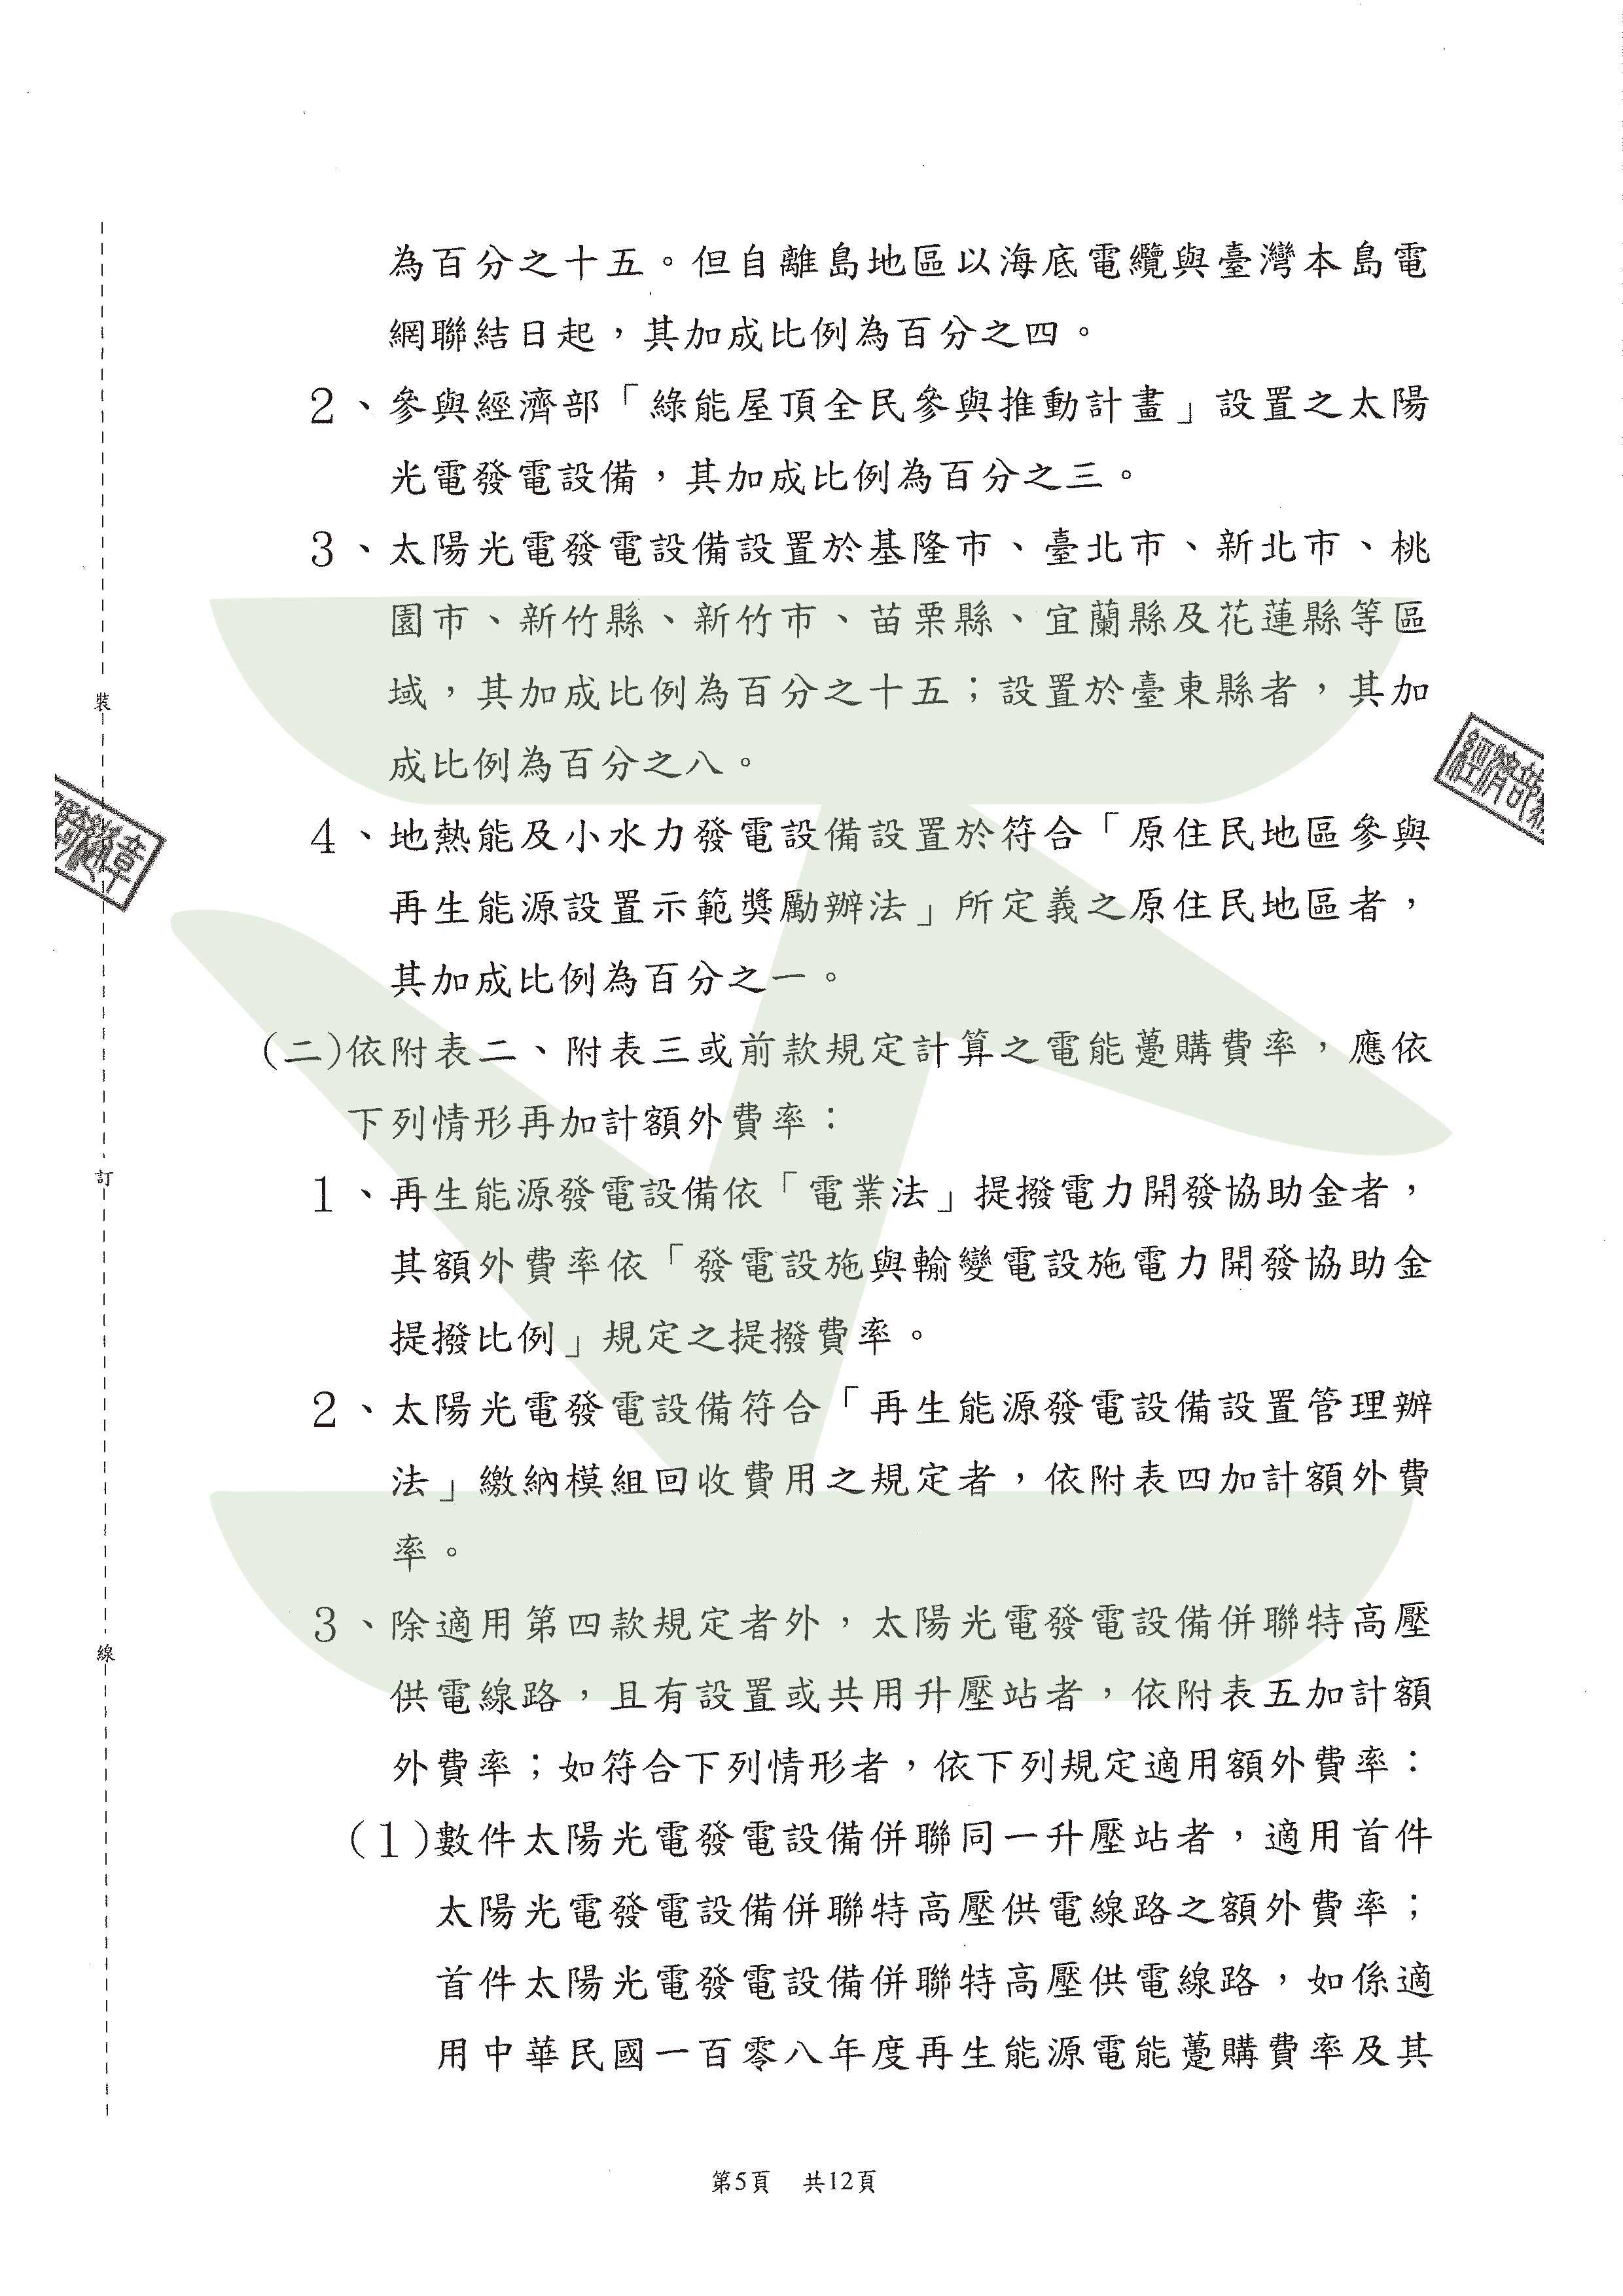 為百分之十五。但自離島地區以海底電纜與臺灣本島電
網聯結日起，其加成比例為百分之四。
2、參與經濟部「綠能屋頂全民參與推動計畫」設置之太陽
光電發電設備，其加成比例為百分之三。
3、太陽光電發電設備設置於基隆市、臺北市、新北市、桃
園市、新竹縣、新竹市、苗栗縣、宜蘭縣及花蓮縣等區
域，其加成比例為百分之十五；設置於臺東縣者，其加
成比例為百分之八。
4、地熱能及小水力發電設備設置於符合「原住民地區參與
再生能源設置示範獎勵辦法」所定義之原住民地區者，
其加成比例為百分之一。
(二)依附表二、附表三或前款規定計算之電能躉購費率，應依
下列情形再加計額外費率：
1、再生能源發電設備依「電業法」提撥電力開發協助金者，
其額外費率依「發電設施與輸變電設施電力開發協助金
提撥比例」規定之提撥費率。
2、太陽光電發電設備符合「再生能源發電設備設置管理辦
法」繳納模組回收費用之規定者，依附表四加計額外費
率。
3、除適用第四款規定者外，太陽光電發電設備併聯特高壓
供電線路，且有設置或共用升壓站者，依附表五加計額
外費率；如符合下列情形者，依下列規定適用額外費率：
(1)數件太陽光電發電設備併聯同一升壓站者，適用首件
太陽光電發電設備併聯特高壓供電線路之額外費率；
首件太陽光電發電設備併聯特高壓供電線路，如係適
用中華民國一百零八年度再生能源電能躉購費率及其
裝
訂
線
經濟部
章
第5頁 共12頁